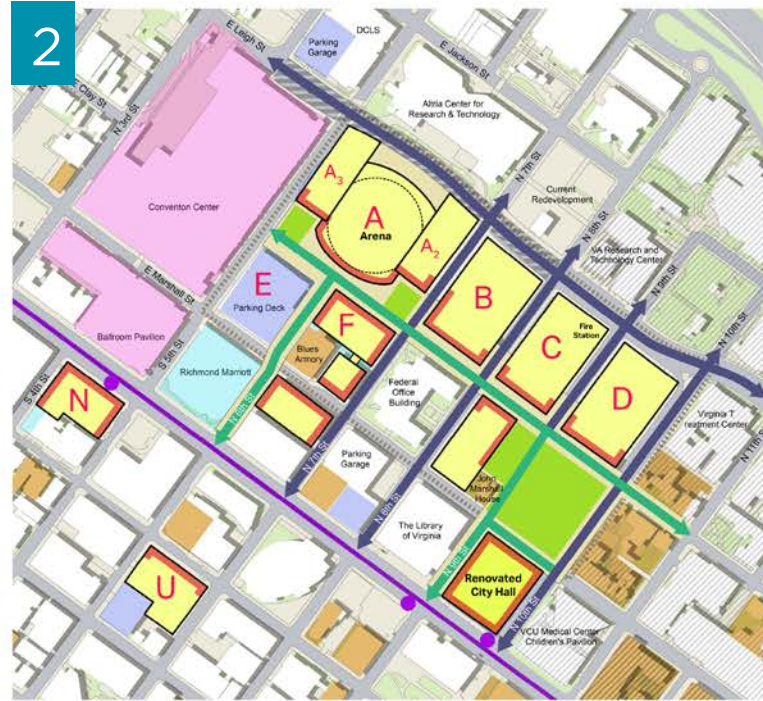 2
E Leigh St
Parking
Garage
DCLS
E Jackson St
Clay St
N 3rd St
Altria Center for
Research & Technology
N 7th St
A3
A
Arena
A2
Current
Redevelopment
N 8th St
Conventon Center
VA Research and
Technology Center
N 9th St
E
Parking Deck
B
N 10th St
E Marshall St
F
Fire
Station
C
Ballroom Pavilion
S 5th St
Blues
Armory
D
Richmond Marriott
Federal
Office
Building
S 4th St
N
N 6th St
Virginia T
reatment Center
N 11th St
N 7th St
Parking
Garage
N 8th St
John
Marshall
House
The Library
of Virginia
N 9th St
U
Renovated
City Hall
N 10th St
VCU Medical Center
Children's Pavilion